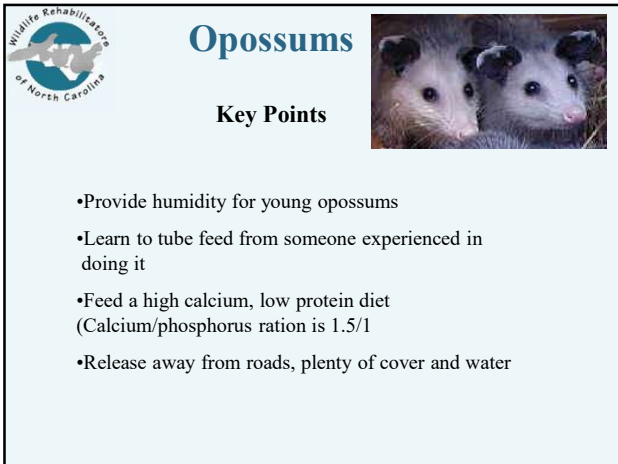 Wildlife Rehabilitators
of North Carolina
Opossums
Key Points
•Provide humidity for young opossums
•Learn to tube feed from someone experienced in
doing it
•Feed a high calcium, low protein diet
(Calcium/phosphorus ration is 1.5/1
•Release away from roads, plenty of cover and water